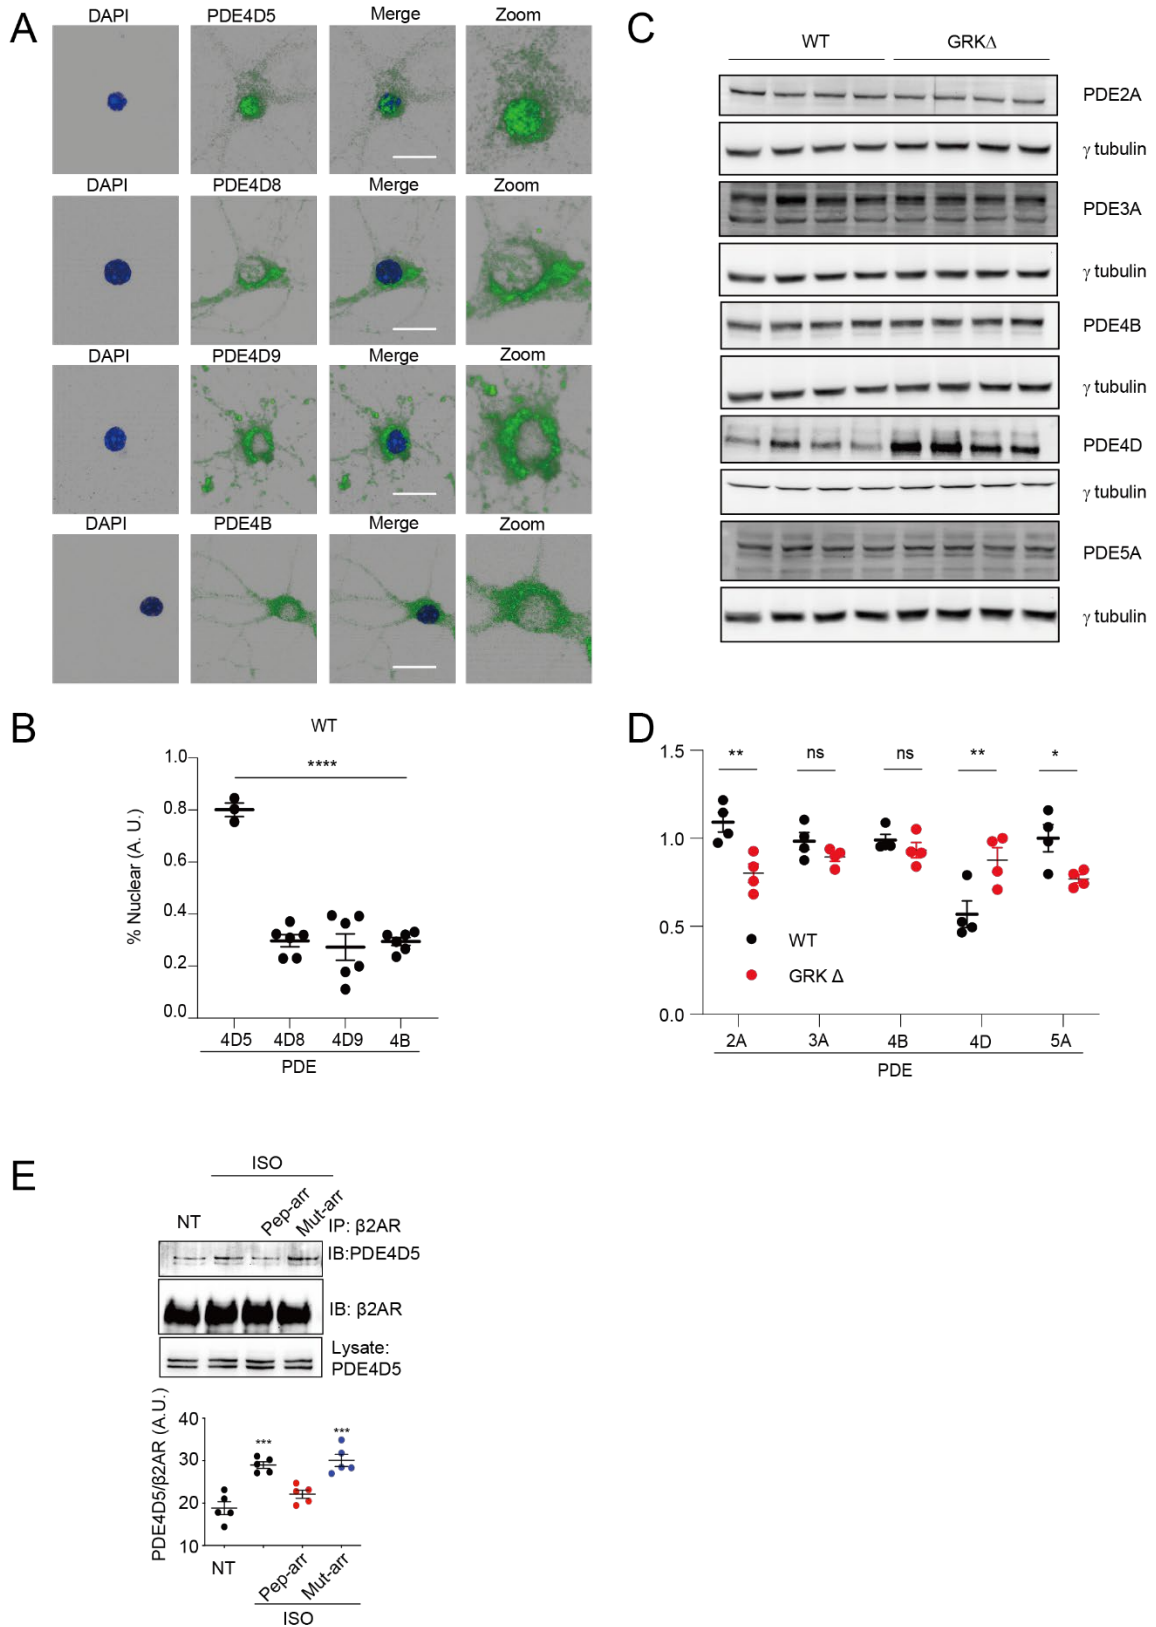 A
DAPI PDE4D5 Merge Zoom
DAPI PDE4D8 Merge Zoom
DAPI PDE4D9 Merge Zoom
DAPI PDE4B Merge Zoom
C
WT GRKΔ
PDE2A
γ tubulin
PDE3A
γ tubulin
PDE4B
γ tubulin
PDE4D
γ tubulin
PDE5A
γ tubulin
B
WT
% Nuclear (A. U.)
1.0
0.8
0.6
0.4
0.2
0.0
****
4D5 4D8 4D9 4B
PDE
D
1.5
1.0
0.5
0.0
** ns ns ** *
WT
GRK Δ
2A 3A 4B 4D 5A
PDE
E
ISO
NT Pep-arr Mut-arr
IP: β2AR
IB:PDE4D5
IB: β2AR
Lysate:
PDE4D5
PDE4D5/β2AR (A.U.)
40
30
20
10
*** ***
NT Pep-arr Mut-arr
ISO